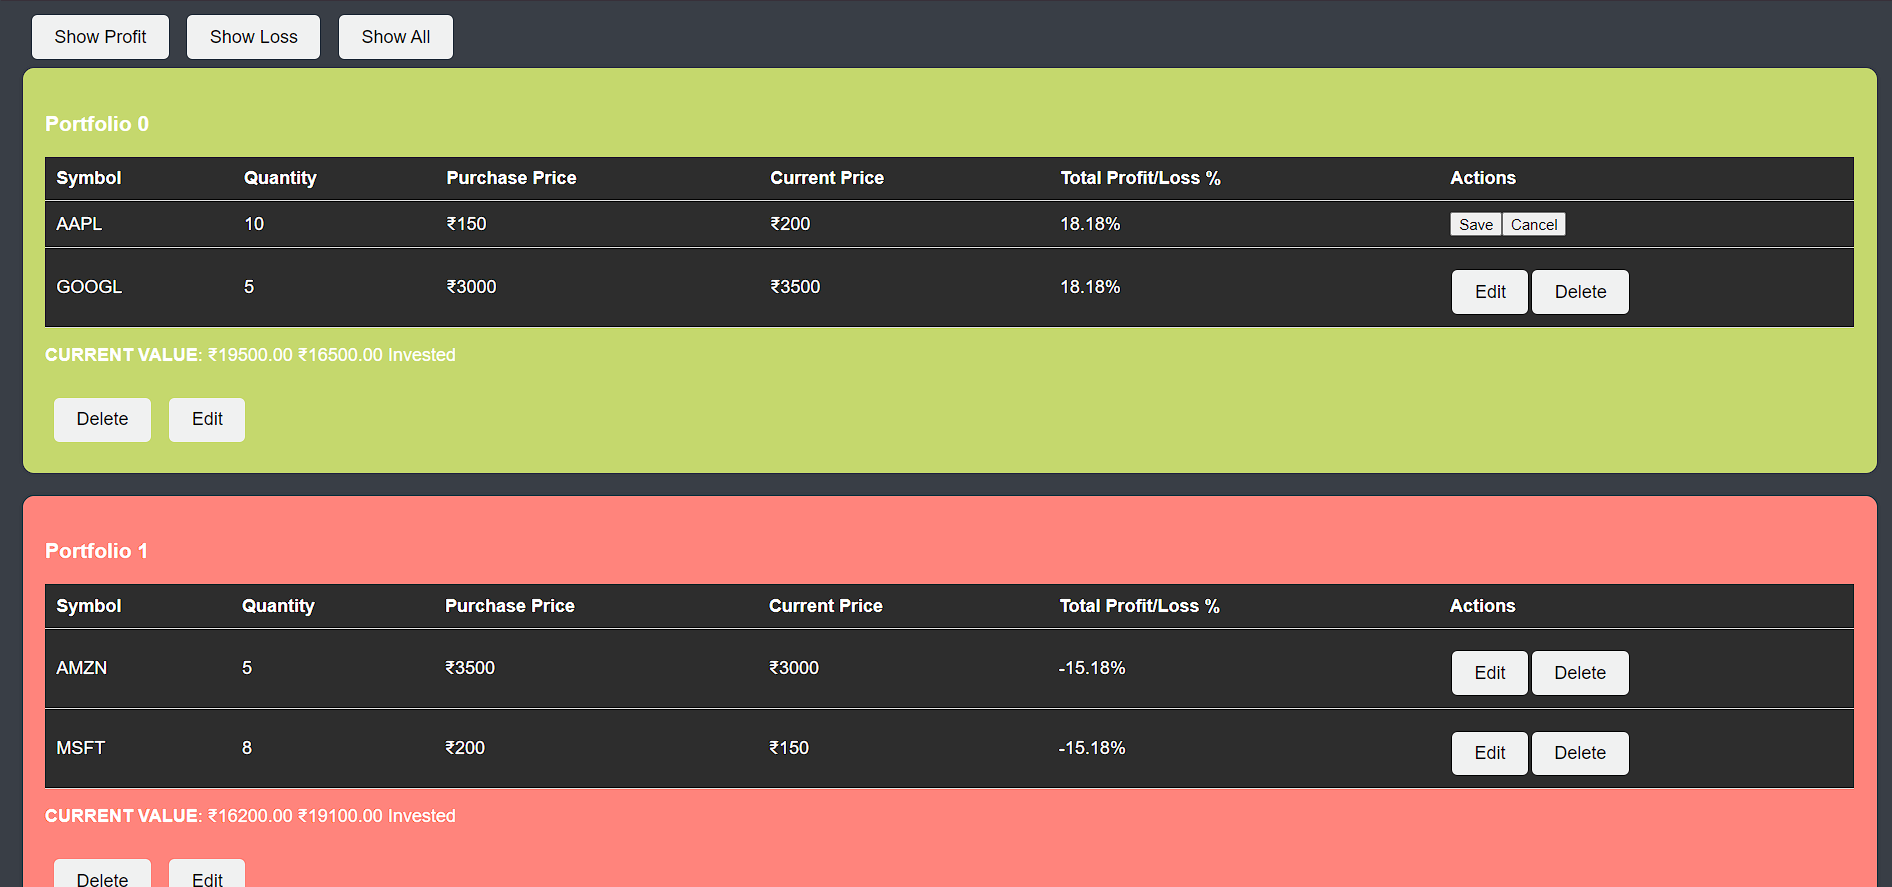 Show Profit Show Loss Show All
Portfolio 0
Symbol Quantity Purchase Price Current Price Total Profit/Loss % Actions
AAPL 10 ₹150 ₹200 18.18% Save Cancel
GOOGL 5 ₹3000 ₹3500 18.18% Edit Delete
CURRENT VALUE: ₹19500.00 ₹16500.00 Invested
Delete Edit
Portfolio 1
Symbol Quantity Purchase Price Current Price Total Profit/Loss % Actions
AMZN 5 ₹3500 ₹3000 -15.18% Edit Delete
MSFT 8 ₹200 ₹150 -15.18% Edit Delete
CURRENT VALUE: ₹16200.00 ₹19100.00 Invested
Delete Edit